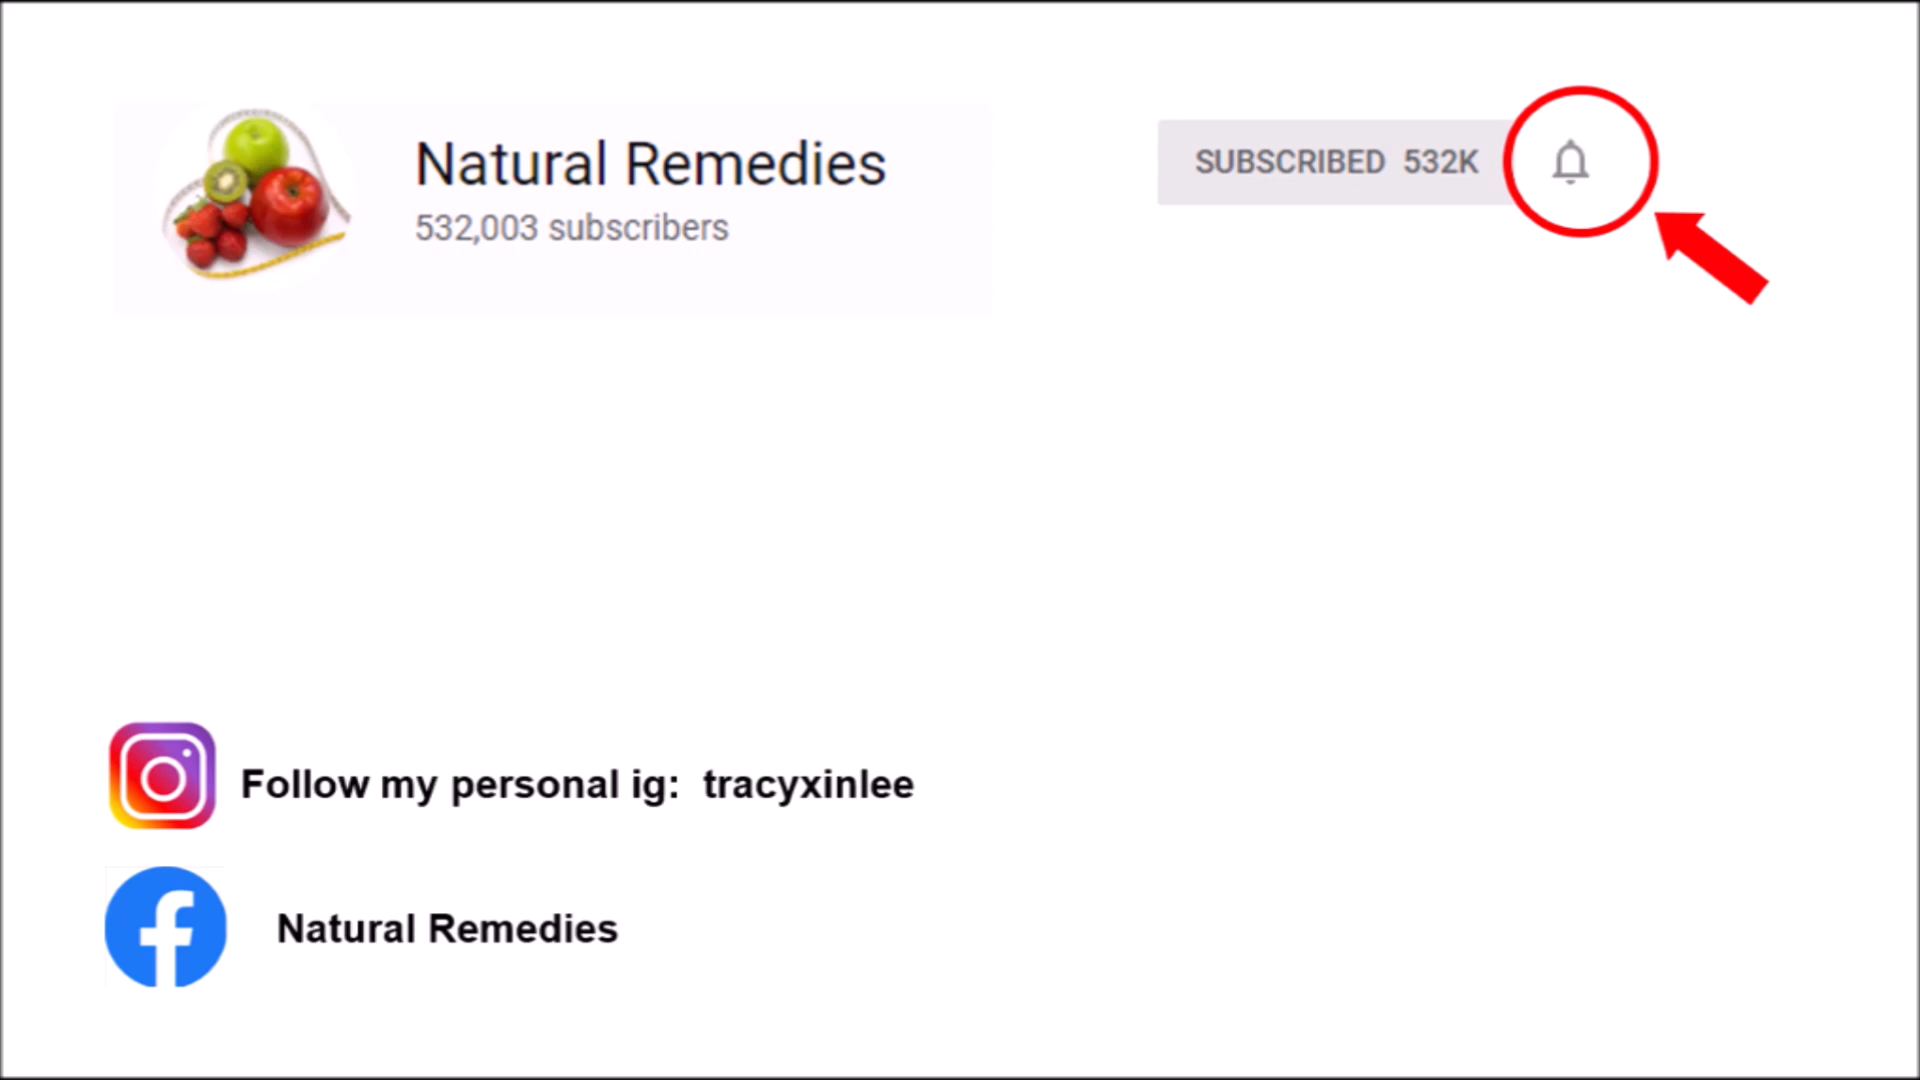 Natural Remedies
532,003 subscribers
SUBSCRIBED 532K
Follow my personal ig: tracyxinlee
Natural Remedies